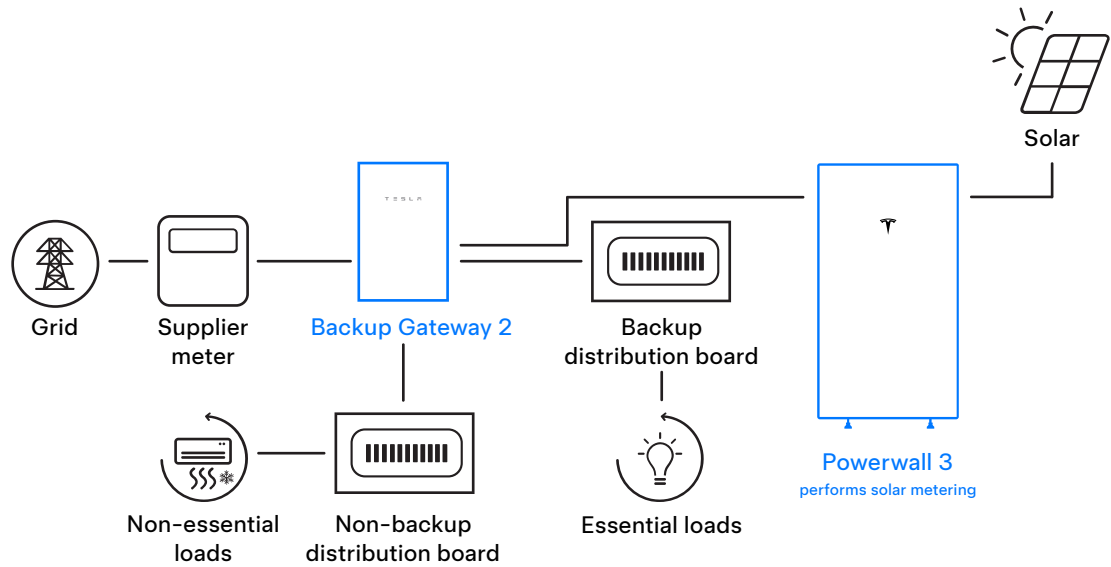 Solar
TESLA
Grid
Supplier
meter
Backup Gateway 2
Backup
distribution board
Powerwall 3
performs solar metering
Non-essential
loads
Non-backup
distribution board
Essential loads